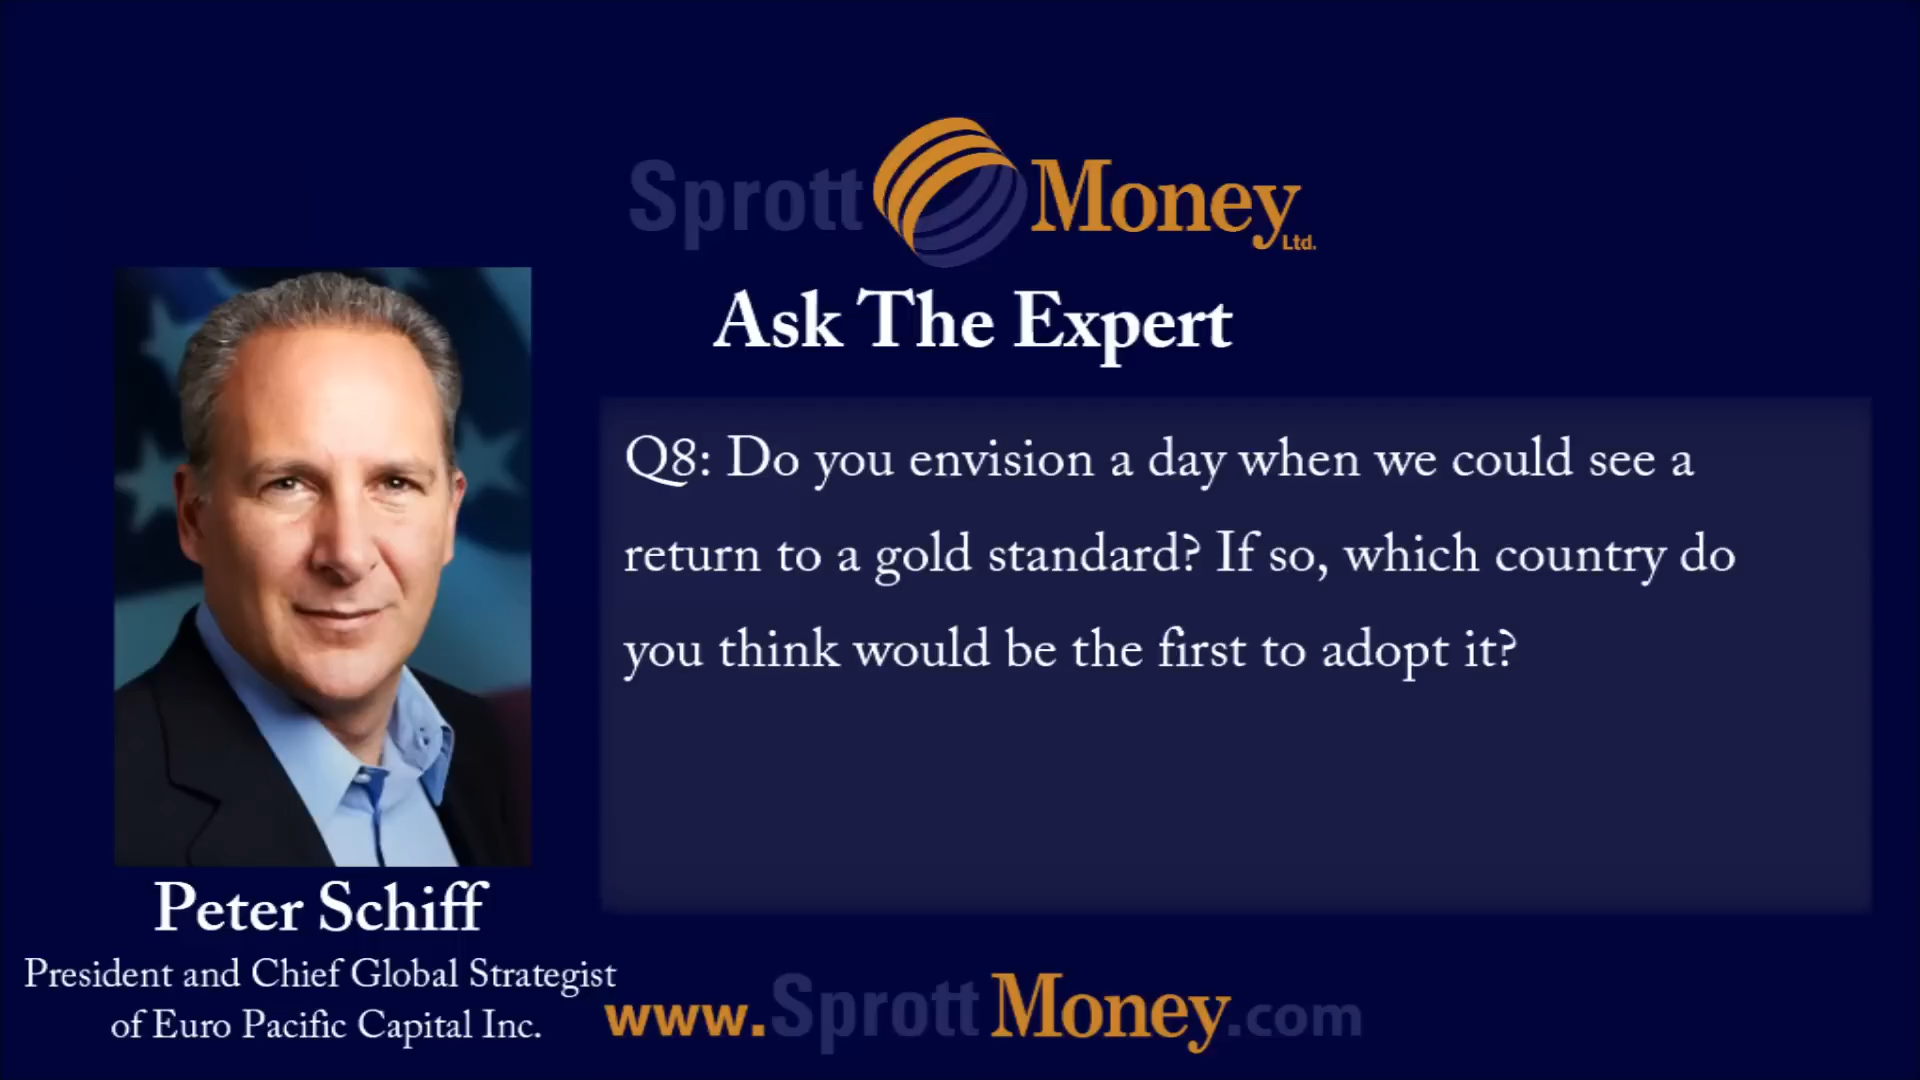 Sprott Money Ltd.
Ask The Expert
Q8: Do you envision a day when we could see a
return to a gold standard? If so, which country do
you think would be the first to adopt it?
Peter Schiff
President and Chief Global Strategist
of Euro Pacific Capital Inc.
www.SprottMoney.com